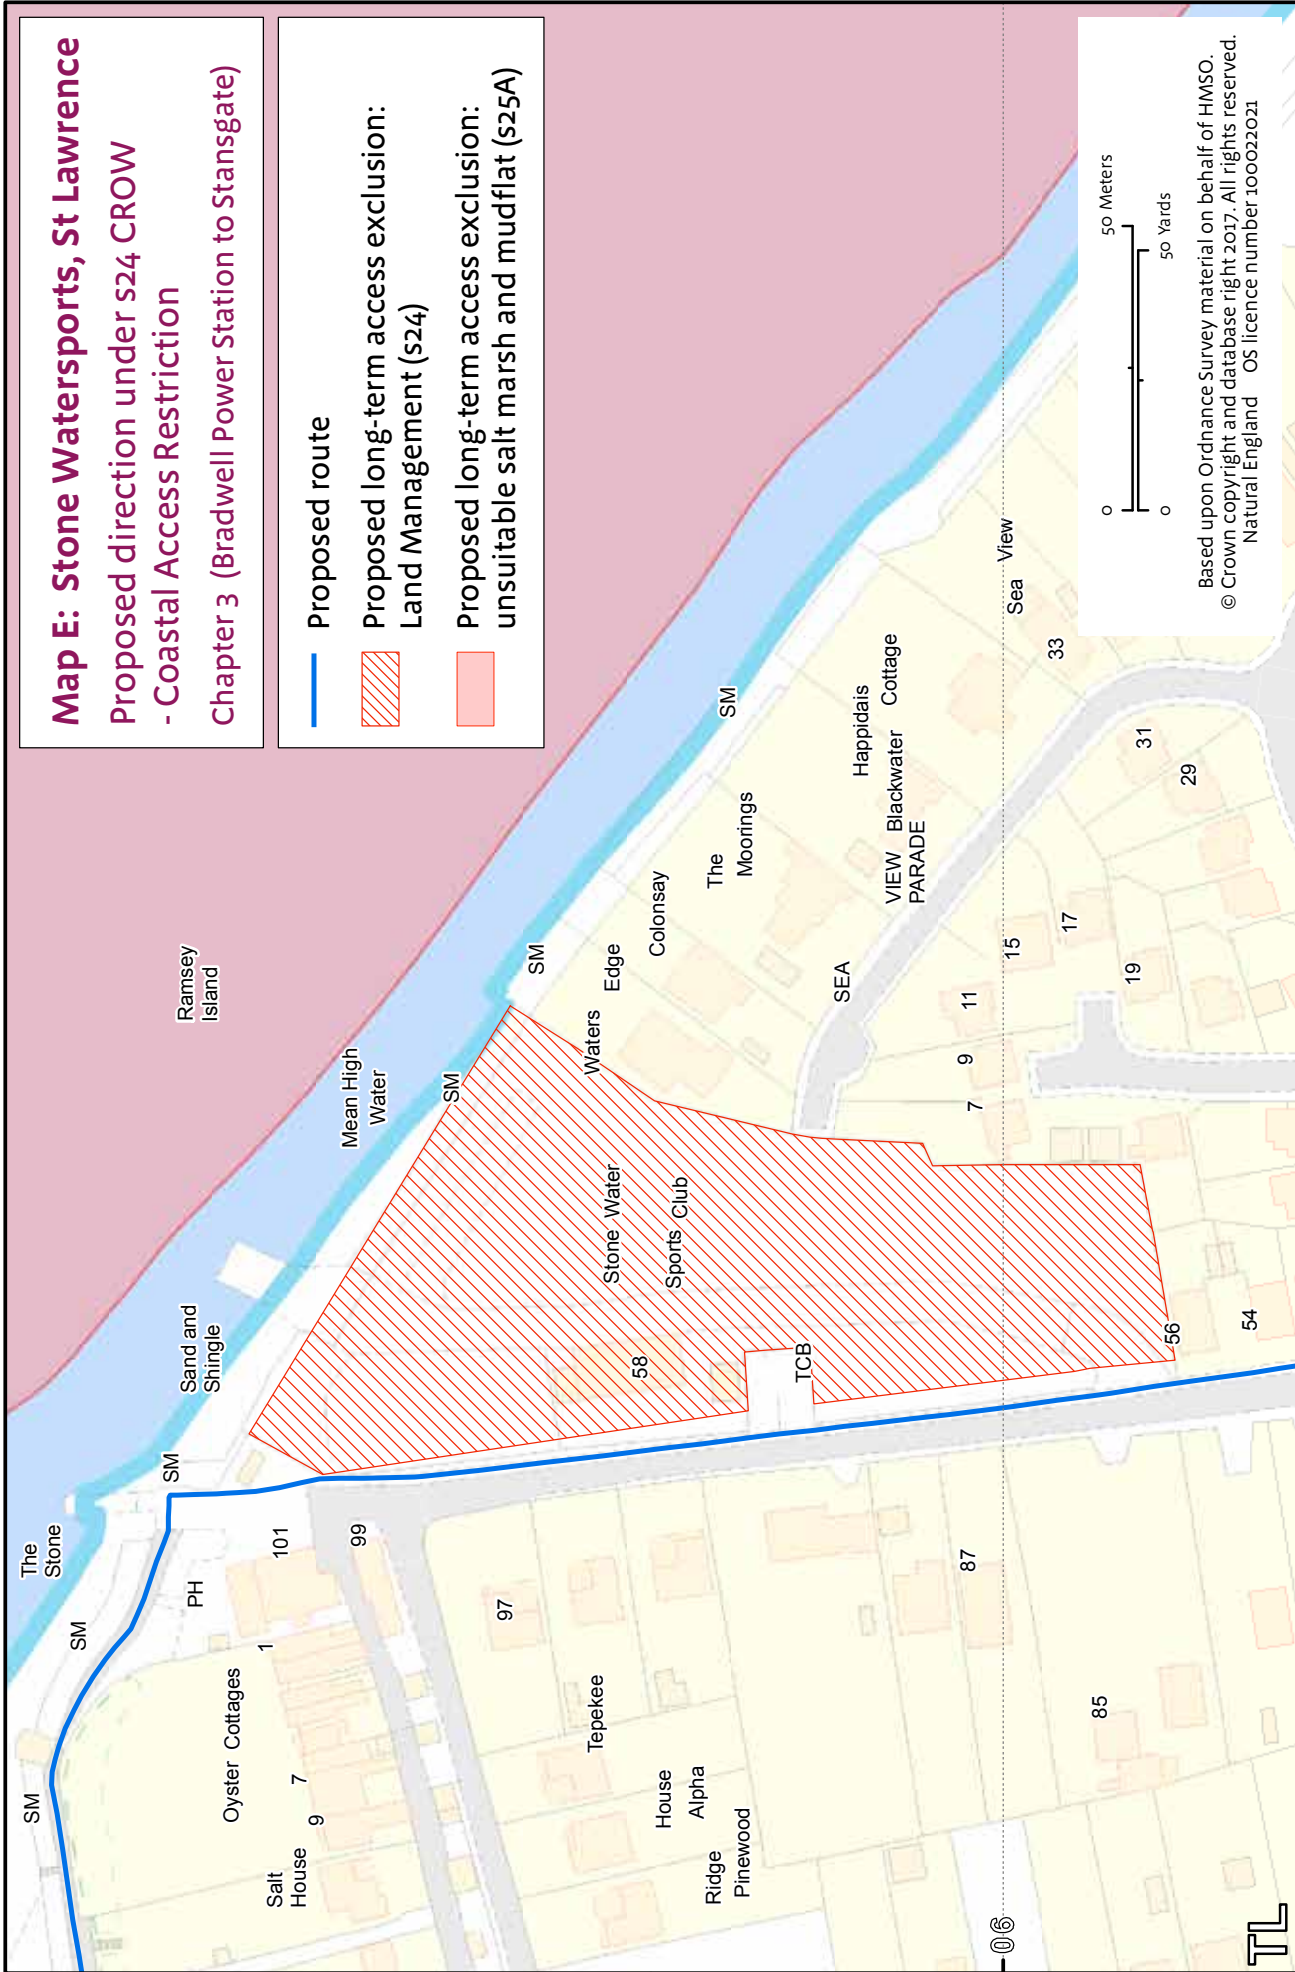 Map E: Stone Watersports, St Lawrence
Proposed direction under s24 CROW
- Coastal Access Restriction
Chapter 3 (Bradwell Power Station to Stansgate)
Proposed route
Proposed long-term access exclusion:
Land Management (s24)
Proposed long-term access exclusion:
unsuitable salt marsh and mudflat (s25A)
SM
SM
The
Stone
SM
Sand and
Shingle
Ramsey
Island
Mean High
Water
SM
SM
SM
PH
101
1
99
Oyster Cottages
7
9
Salt
House
97
Tepekee
House
Alpha
Ridge
Pinewood
87
85
58
Stone Water
Sports Club
TCB
56
54
Waters
Edge
Colonsay
The
Moorings
Happidais
Blackwater
Cottage
SEA
VIEW
PARADE
Sea
View
33
31
29
7
9
11
15
17
19
06
TL
0
50 Meters
0
50 Yards
Based upon Ordnance Survey material on behalf of HMSO.
© Crown copyright and database right 2017. All rights reserved.
Natural England OS licence number 100022021